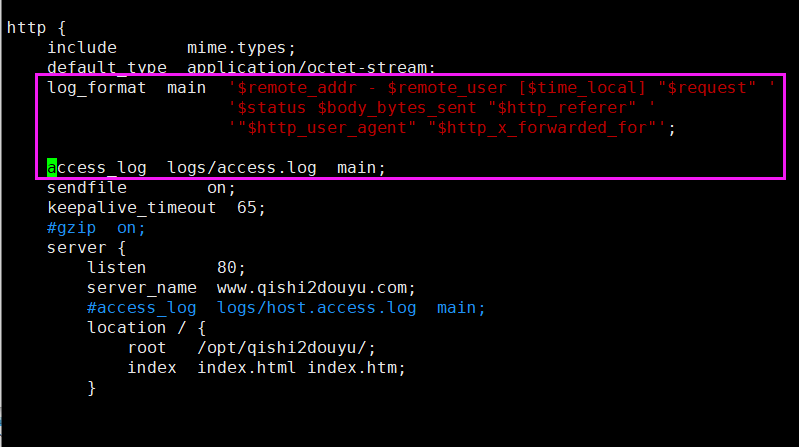 http {
    include       mime.types;
    default_type  application/octet-stream;
    log_format  main  '$remote_addr - $remote_user [$time_local] "$request" '
                      '$status $body_bytes_sent "$http_referer" '
                      '"$http_user_agent" "$http_x_forwarded_for"';
    access_log  logs/access.log  main;
    sendfile        on;
    keepalive_timeout  65;
    #gzip  on;
    server {
        listen       80;
        server_name  www.qishi2douyu.com;
        #access_log  logs/host.access.log  main;
        location / {
            root   /opt/qishi2douyu/;
            index  index.html index.htm;
        }